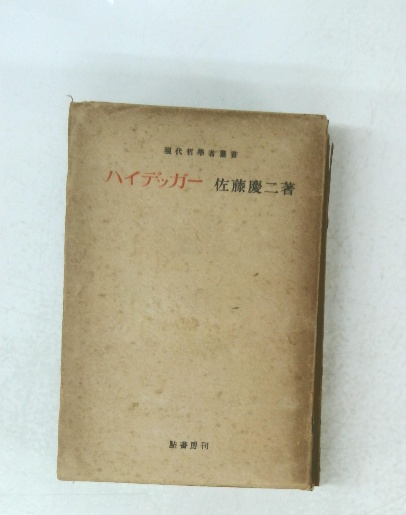 現代哲學者叢書
ハイデッガー 佐藤慶二著
書房刊